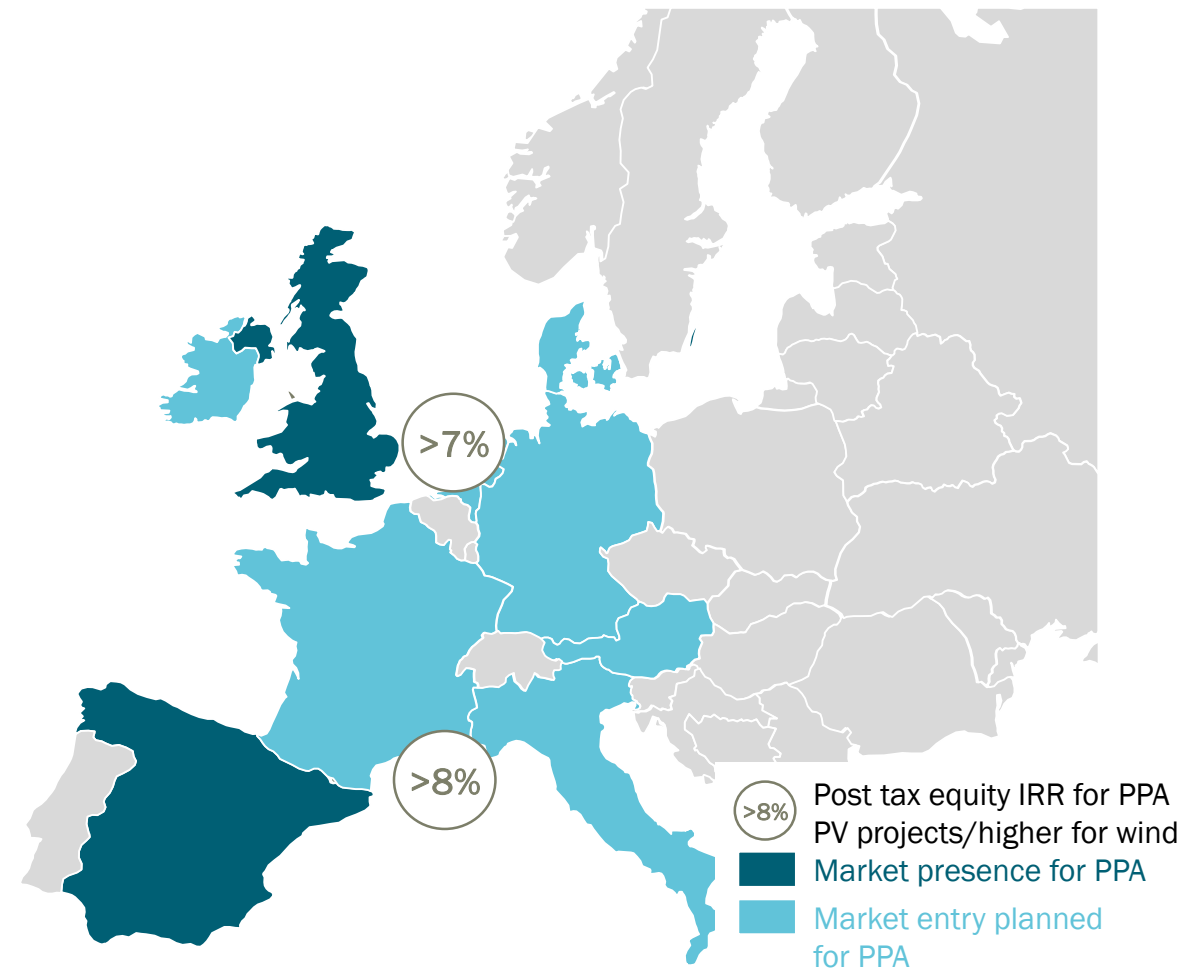 >7%
>8%
>8%
Post tax equity IRR for PPA
PV projects/higher for wind
Market presence for PPA
Market entry planned
for PPA